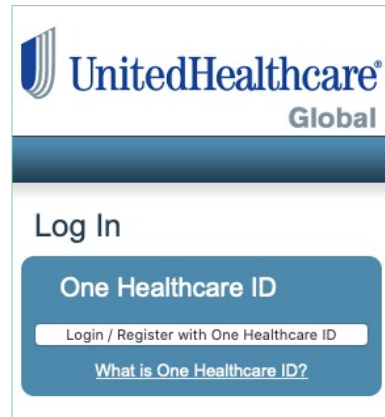 UnitedHealthcare®
Global
Log In
One Healthcare ID
Login / Register with One Healthcare ID
What is One Healthcare ID?